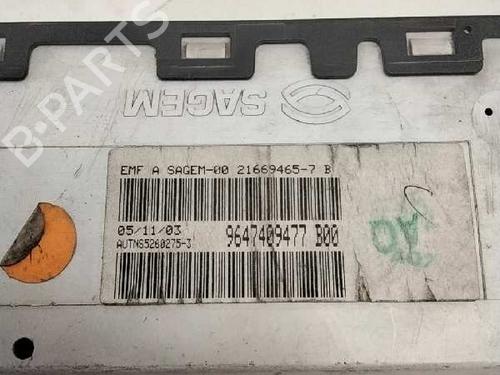 B-PARTS
SAGEM
EMF A SAGEM-00 21669465-7 B
05/11/03
9647409477 B00
AUTNS5260275-3